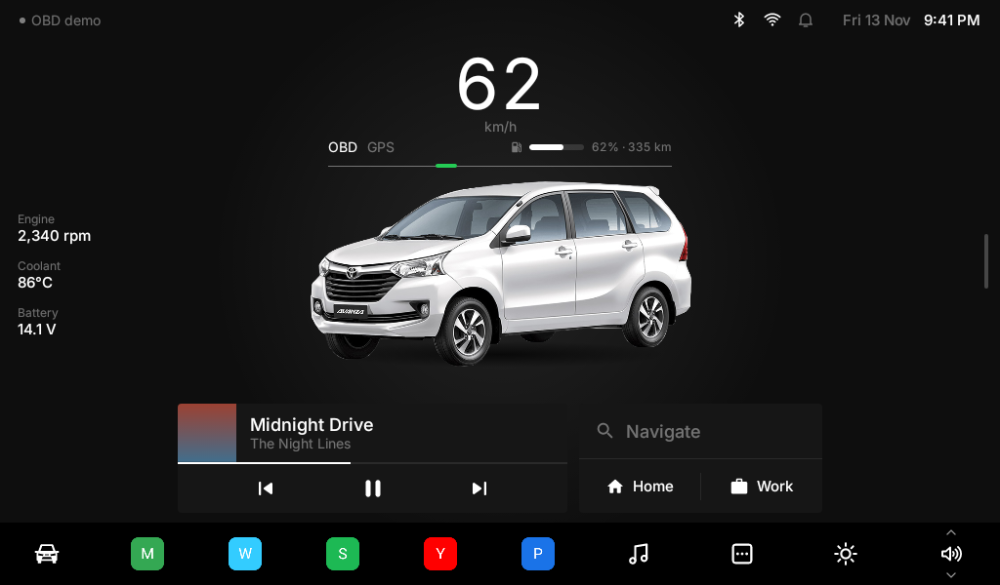 OBD demo
Fri 13 Nov 9:41 PM
62
km/h
OBD GPS
62% · 335 km
Engine
2,340 rpm
Coolant
86°C
Battery
14.1 V
AVANZA
Midnight Drive
The Night Lines
Navigate
Home
Work
M
W
S
Y
P